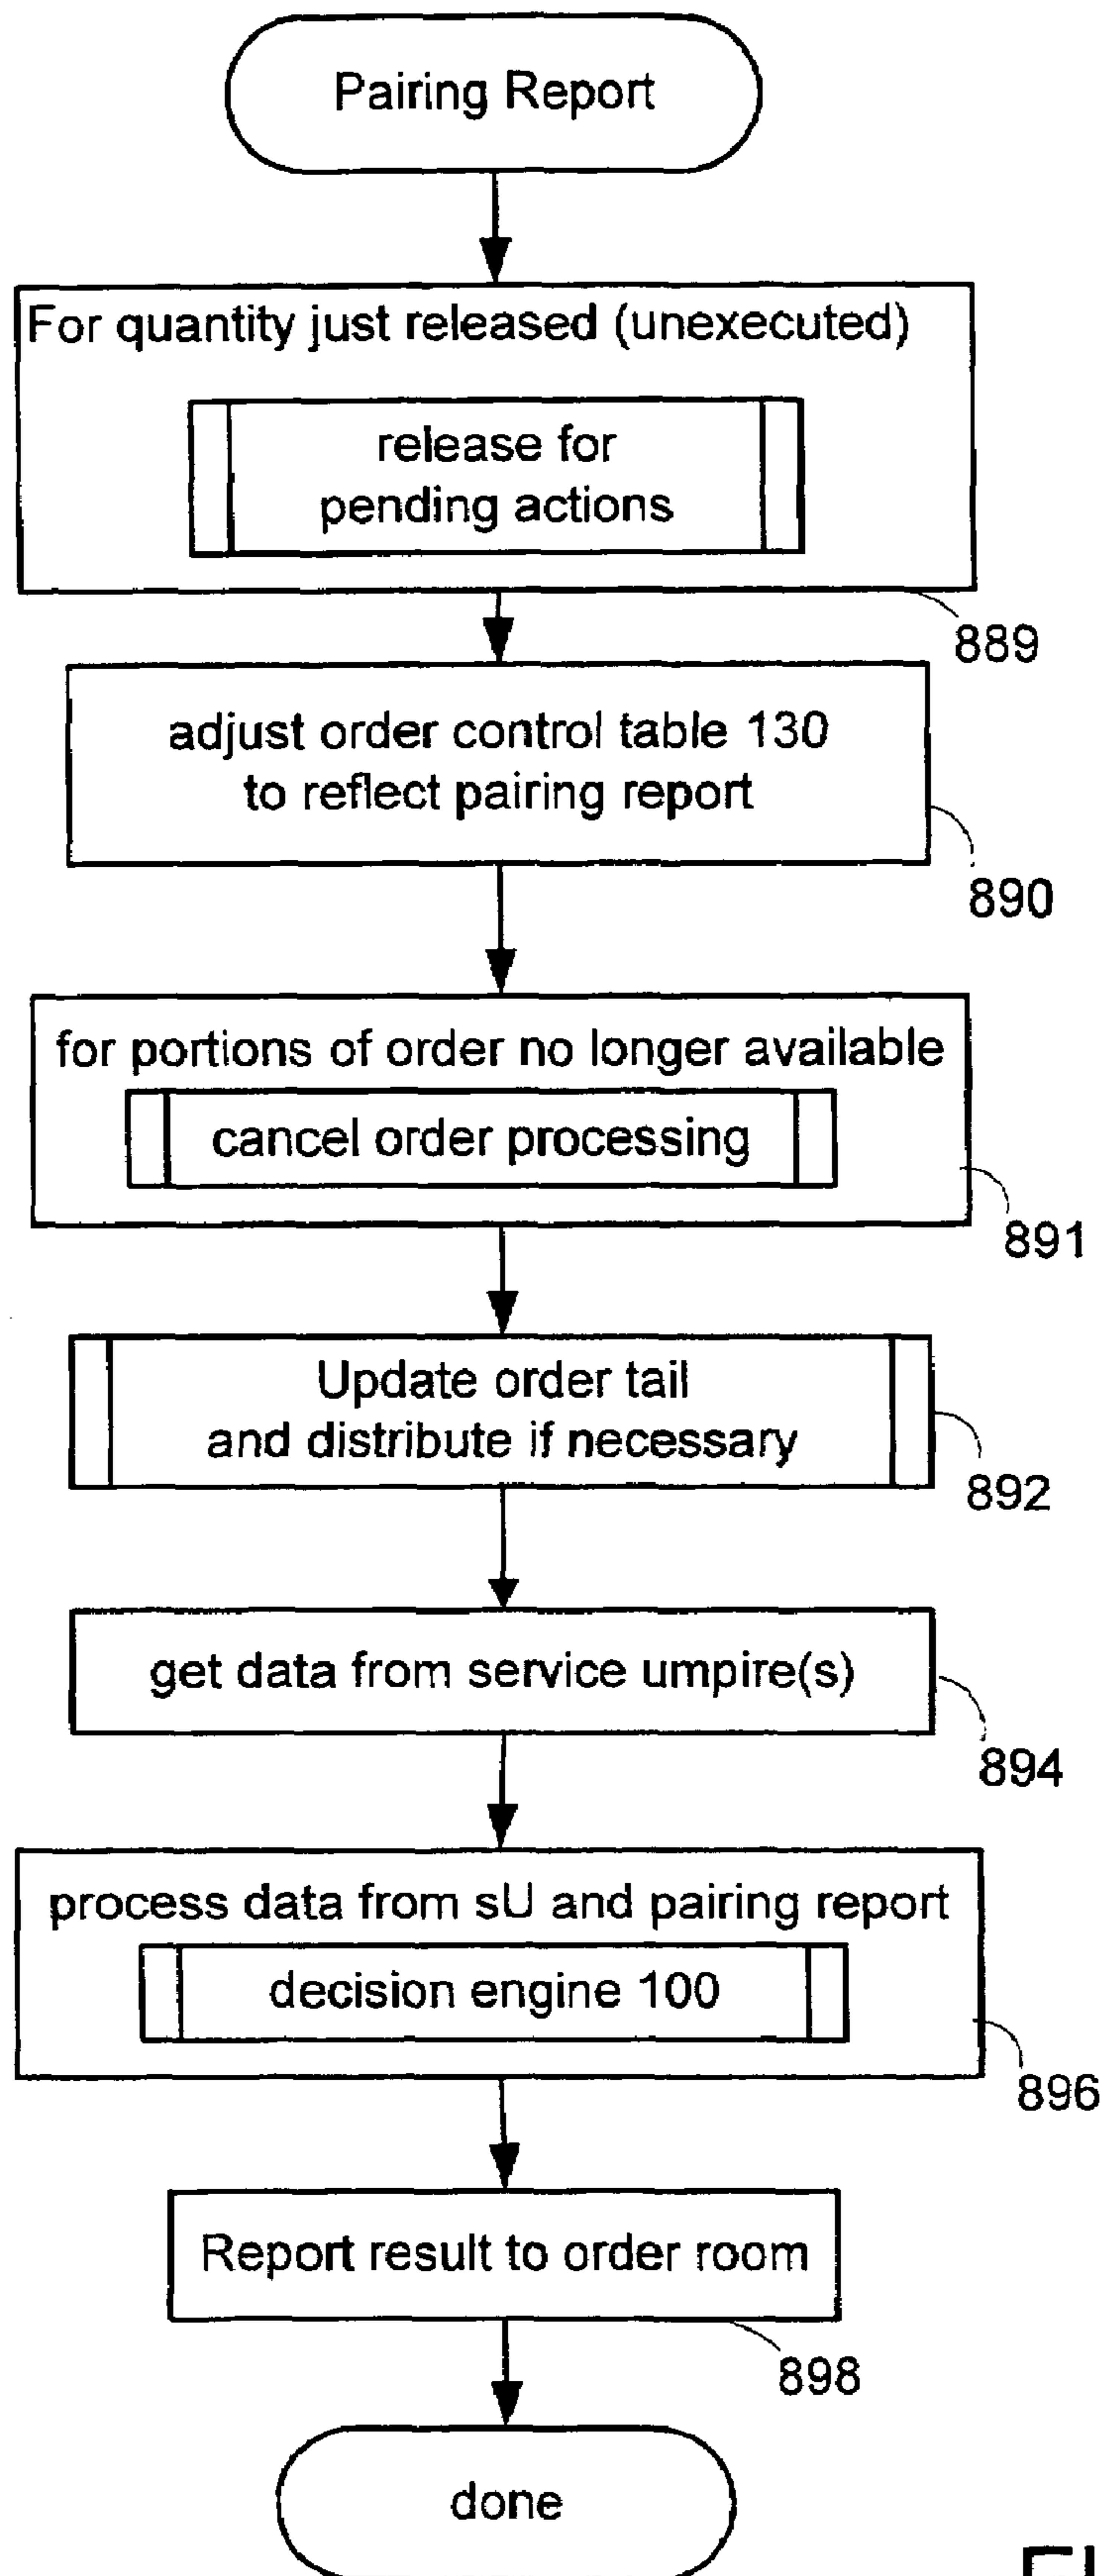 Pairing Report
For quantity just released (unexecuted)
release for
pending actions
889
adjust order control table 130
to reflect pairing report
890
for portions of order no longer available
cancel order processing
891
Update order tail
and distribute if necessary
892
get data from service umpire(s)
894
process data from sU and pairing report
decision engine 100
896
Report result to order room
898
done